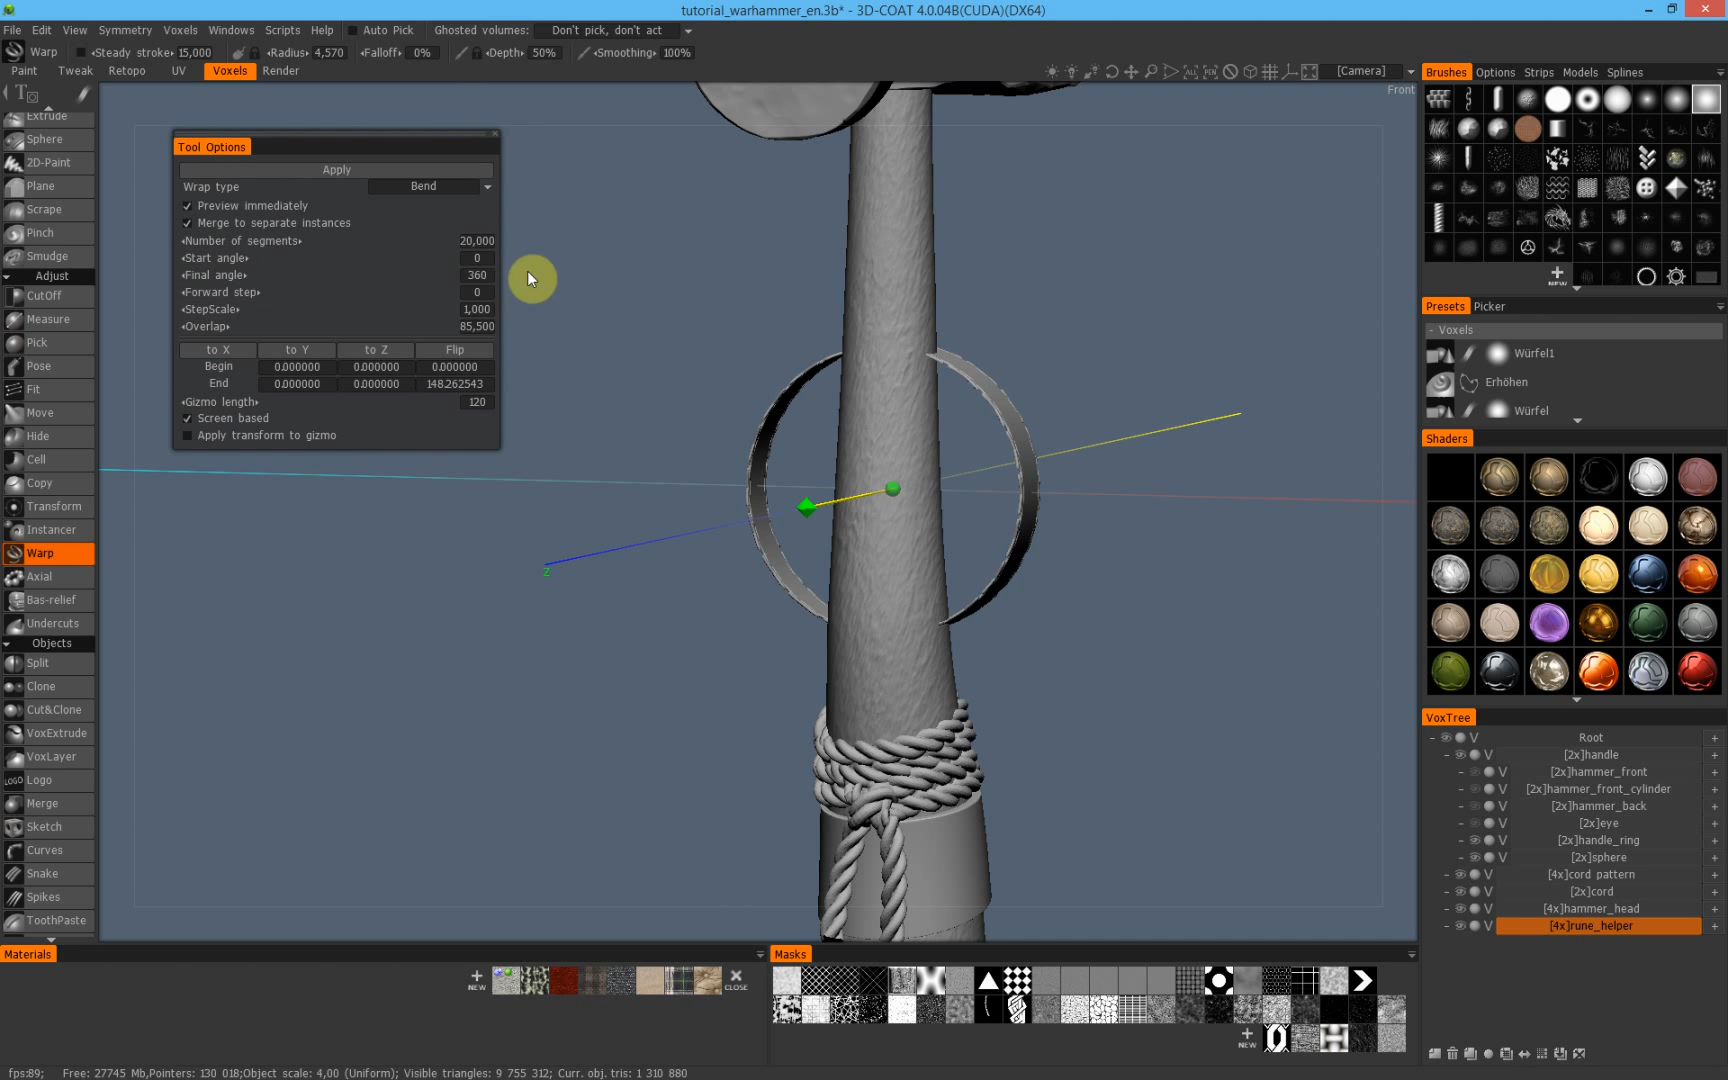 tutorial_warhammer_en.3b* - 3D-COAT 4.0.04B(CUDA)(DX64)
File Edit View Symmetry Voxels Windows Scripts Help Auto Pick Ghosted volumes: Don't pick, don't act
Warp Steady stroke 15,000 Radius 4,570 Falloff 0% Depth 50% Smoothing 100%
Paint Tweak Retopo UV Voxels Render [Camera]
Front
Extrude
Sphere
2D-Paint
Plane
Scrape
Pinch
Smudge
Adjust
CutOff
Measure
Pick
Pose
Fit
Move
Hide
Cell
Copy
Transform
Instancer
Warp
Axial
Bas-relief
Undercuts
Objects
Split
Clone
Cut&Clone
VoxExtrude
VoxLayer
LOGO Logo
Merge
Sketch
Curves
Snake
Spikes
ToothPaste
Tool Options
Apply
Wrap type Bend
Preview immediately
Merge to separate instances
Number of segments 20,000
Start angle 0
Final angle 360
Forward step 0
StepScale 1,000
Overlap 85,500
to X to Y to Z Flip
Begin 0.000000 0.000000 0.000000
End 0.000000 0.000000 148.262543
Gizmo length 120
Screen based
Apply transform to gizmo
Z
Brushes Options Strips Models Splines
NEW
Presets Picker
- Voxels
Würfel1
Erhöhen
Würfel
Shaders
VoxTree
Root
[2x]handle
[2x]hammer_front
[2x]hammer_front_cylinder
[2x]hammer_back
[2x]eye
[2x]handle_ring
[2x]sphere
[4x]cord pattern
[2x]cord
[4x]hammer_head
[4x]rune_helper
Materials
NEW
CLOSE
Masks
NEW
fps:89; Free: 27745 Mb,Pointers: 130 018;Object scale: 4,00 (Uniform); Visible triangles: 9 755 312; Curr. obj. tris: 1 310 880